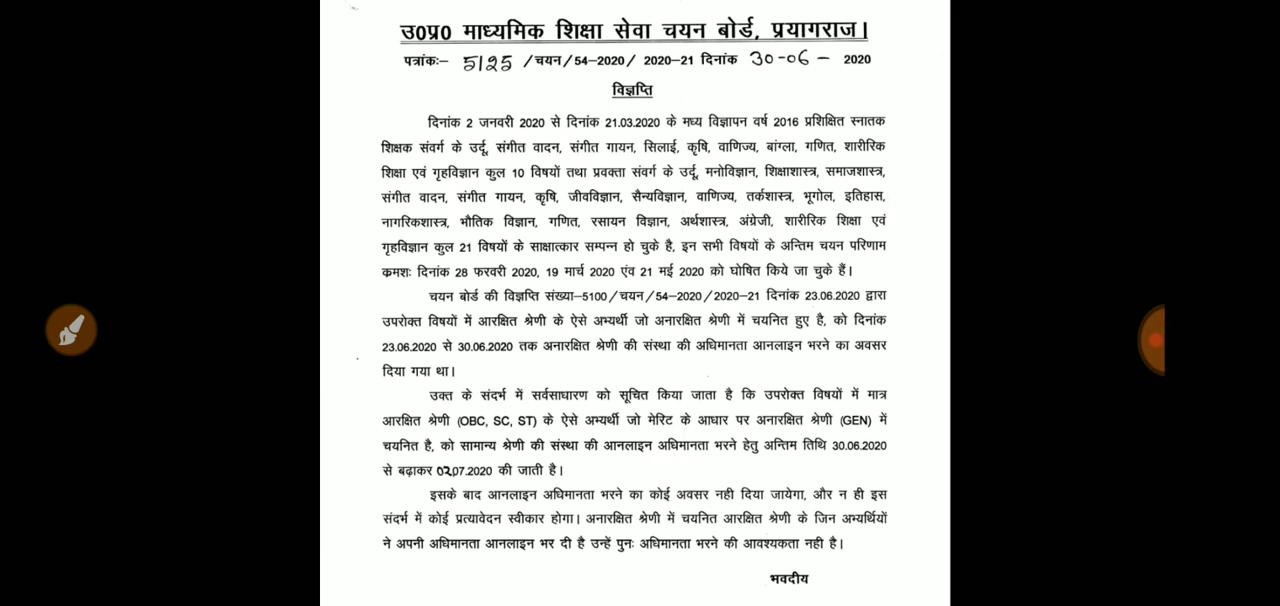 उ0प्र0 माध्यमिक शिक्षा सेवा चयन बोर्ड, प्रयागराज।
पत्रांकः– 5125 /चयन/54–2020/ 2020–21 दिनांक 30-06 – 2020
विज्ञप्ति
दिनांक 2 जनवरी 2020 से दिनांक 21.03.2020 के मध्य विज्ञापन वर्ष 2016 प्रशिक्षित स्नातक
शिक्षक संवर्ग के उर्दू, संगीत वादन, संगीत गायन, सिलाई, कृषि, वाणिज्य, बांग्ला, गणित, शारीरिक
शिक्षा एवं गृहविज्ञान कुल 10 विषयों तथा प्रवक्ता संवर्ग के उर्दू, मनोविज्ञान, शिक्षाशास्त्र, समाजशास्त्र,
संगीत वादन, संगीत गायन, कृषि, जीवविज्ञान, सैन्यविज्ञान, वाणिज्य, तर्कशास्त्र, भूगोल, इतिहास,
नागरिकशास्त्र, भौतिक विज्ञान, गणित, रसायन विज्ञान, अर्थशास्त्र, अंग्रेजी, शारीरिक शिक्षा एवं
गृहविज्ञान कुल 21 विषयों के साक्षात्कार सम्पन्न हो चुके है, इन सभी विषयों के अन्तिम चयन परिणाम
कमशः दिनांक 28 फरवरी 2020, 19 मार्च 2020 एंव 21 मई 2020 को घोषित किये जा चुके हैं।
चयन बोर्ड की विज्ञप्ति संख्या–5100/चयन/54–2020/2020–21 दिनांक 23.06.2020 द्वारा
उपरोक्त विषयों में आरक्षित श्रेणी के ऐसे अभ्यर्थी जो अनारक्षित श्रेणी में चयनित हुए है, को दिनांक
23.06.2020 से 30.06.2020 तक अनारक्षित श्रेणी की संस्था की अधिमानता आनलाइन भरने का अवसर
दिया गया था।
उक्त के संदर्भ में सर्वसाधारण को सूचित किया जाता है कि उपरोक्त विषयों में मात्र
आरक्षित श्रेणी (OBC, SC, ST) के ऐसे अभ्यर्थी जो मेरिट के आधार पर अनारक्षित श्रेणी (GEN) में
चयनित है, को सामान्य श्रेणी की संस्था की आनलाइन अधिमानता भरने हेतु अन्तिम तिथि 30.06.2020
से बढ़ाकर 02.07.2020 की जाती है।
इसके बाद आनलाइन अधिमानता भरने का कोई अवसर नही दिया जायेगा, और न ही इस
संदर्भ में कोई प्रत्यावेदन स्वीकार होगा। अनारक्षित श्रेणी में चयनित आरक्षित श्रेणी के जिन अभ्यर्थियों
ने अपनी अधिमानता आनलाइन भर दी है उन्हें पुनः अधिमानता भरने की आवश्यकता नही है।
भवदीय